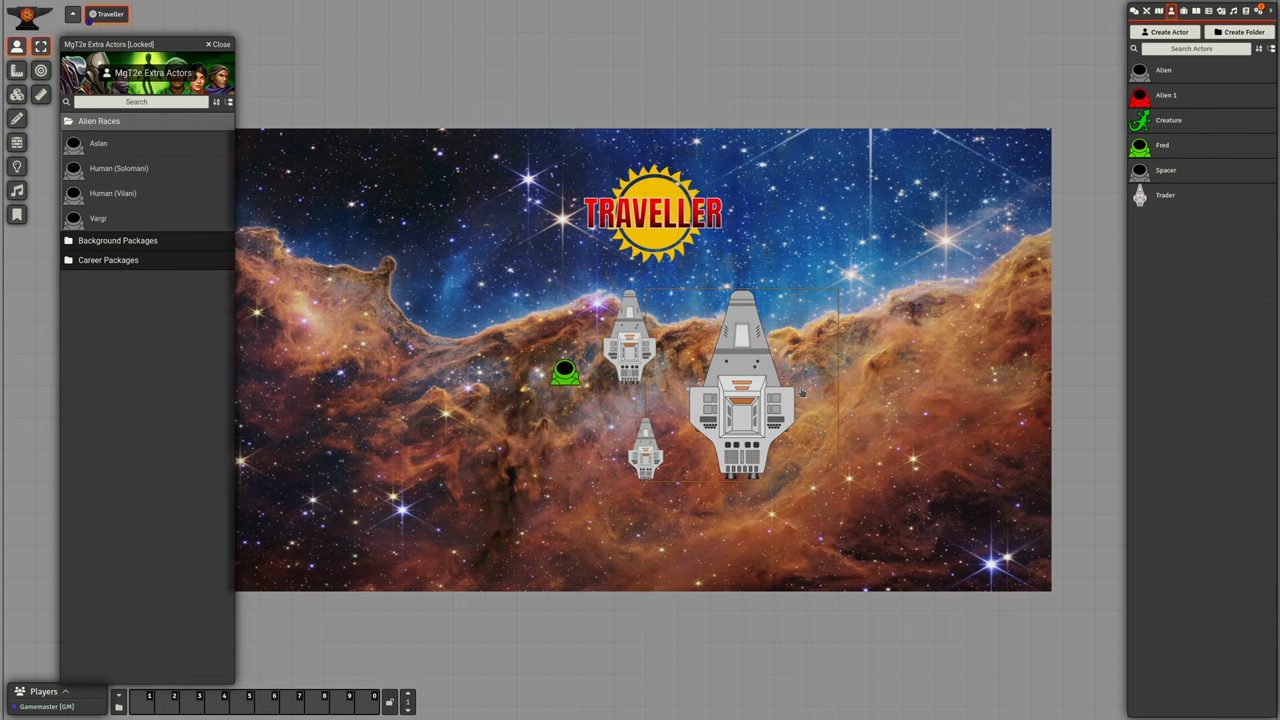 Traveller
MgT2e Extra Actors [Locked]
Close
MgT2e Extra Actors
Search
Alien Races
Aslan
Human (Solomani)
Human (Vilani)
Vargr
Background Packages
Career Packages
TRAVELLER
Create Actor
Create Folder
Search Actors
Alien
Alien 1
Creature
Fred
Spacer
Trader
Players
Gamemaster [GM]
1 2 3 4 5 6 7 8 9 0
1